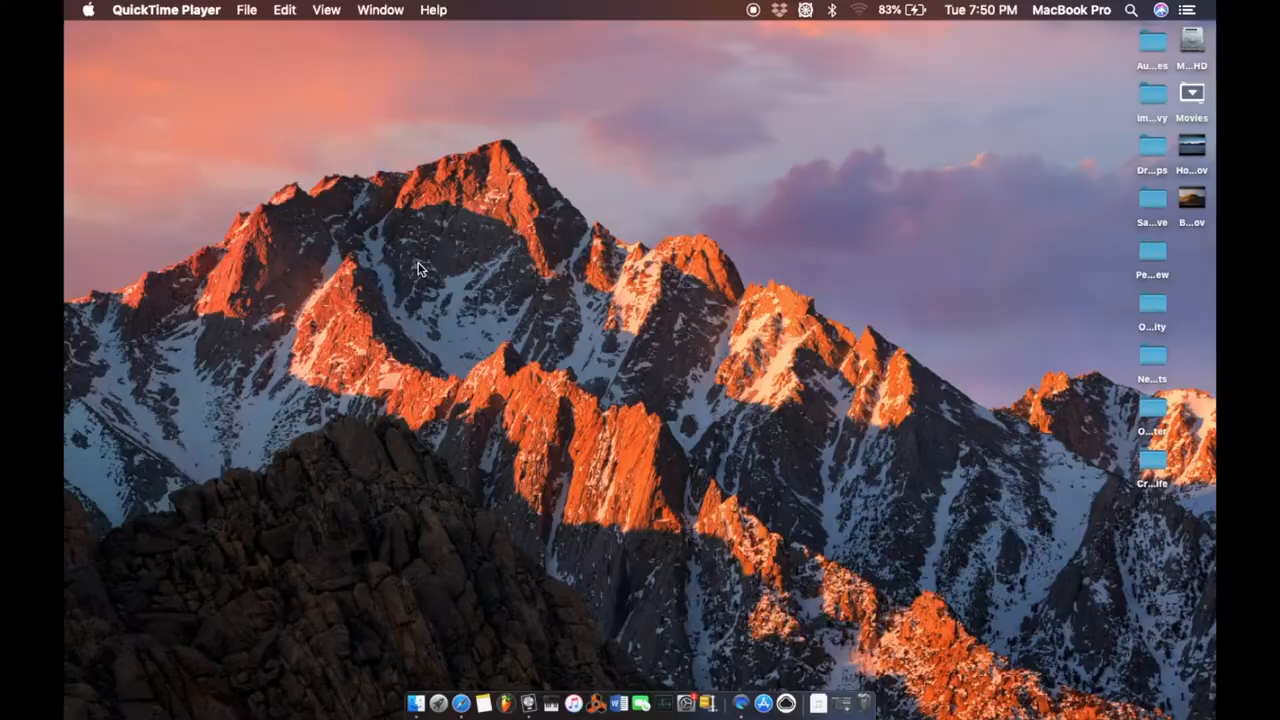 QuickTime Player File Edit View Window Help 83% Tue 7:50 PM MacBook Pro
Au...es M...HD
im...vy Movies
Dr...ps Ho...ov
Sa...ve B...ov
Pe...ew
O...ity
Ne...ts
O...ter
Cr...ife